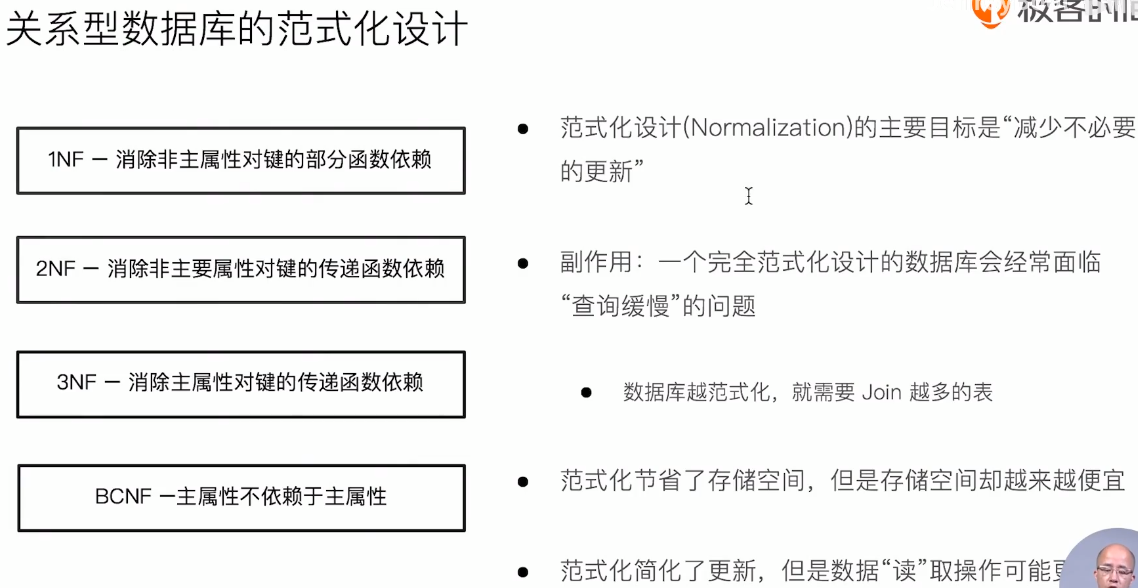 关系型数据库的范式化设计
1NF — 消除非主属性对键的部分函数依赖
2NF — 消除非主要属性对键的传递函数依赖
3NF — 消除主属性对键的传递函数依赖
BCNF —主属性不依赖于主属性
● 范式化设计(Normalization)的主要目标是“减少不必要
的更新”
● 副作用：一个完全范式化设计的数据库会经常面临
“查询缓慢”的问题
● 数据库越范式化，就需要 Join 越多的表
● 范式化节省了存储空间，但是存储空间却越来越便宜
● 范式化简化了更新，但是数据“读”取操作可能